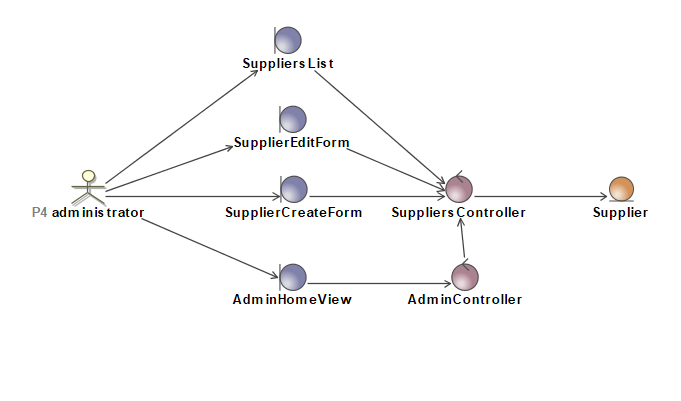 Suppliers List
SupplierEditForm
P4 administrator
SupplierCreateForm
Suppliers Controller
Supplier
AdminHomeView
AdminController